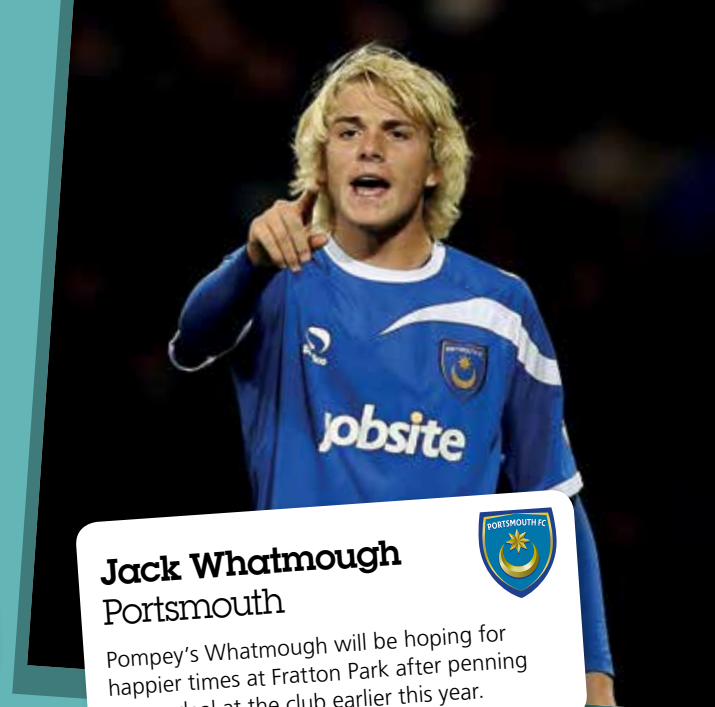 jobsite
PORTSMOUTH FC
Jack Whatmough
Portsmouth
Pompey's Whatmough will be hoping for
happier times at Fratton Park after penning
deal at the club earlier this year.